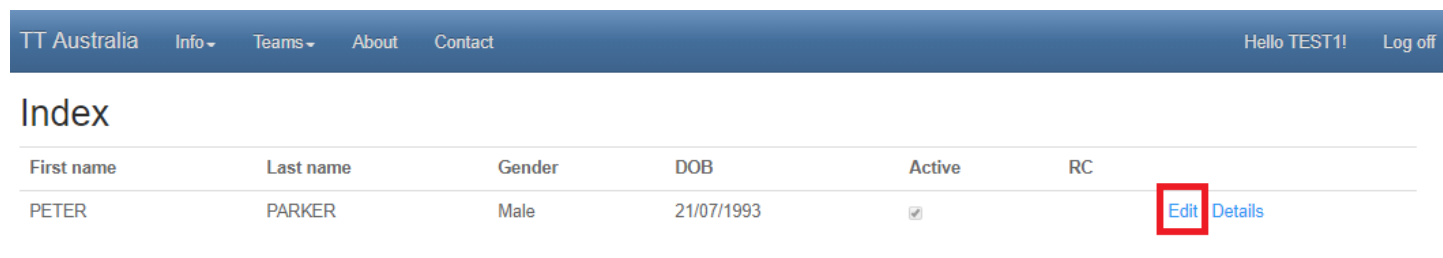 TT Australia Info Teams About Contact Hello TEST1! Log off
Index
First name Last name Gender DOB Active RC
PETER PARKER Male 21/07/1993 Edit Details